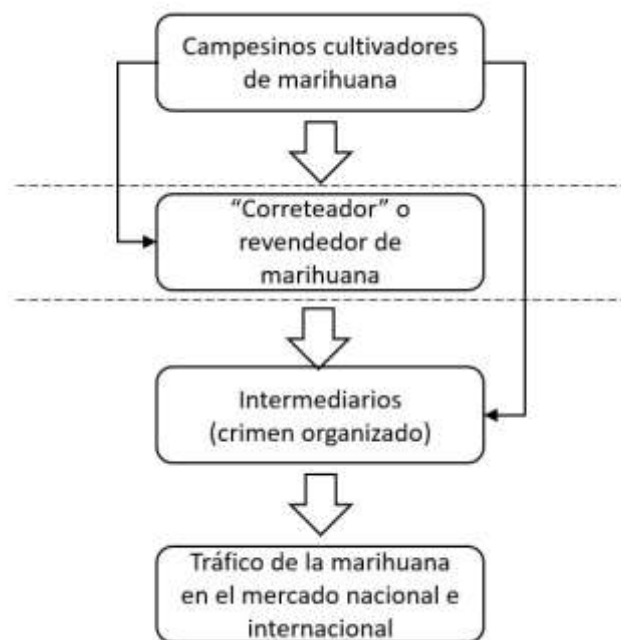 Campesinos cultivadores
de marihuana
“Correteador” o
revendedor de
marihuana
Intermediarios
(crimen organizado)
Tráfico de la marihuana
en el mercado nacional e
internacional